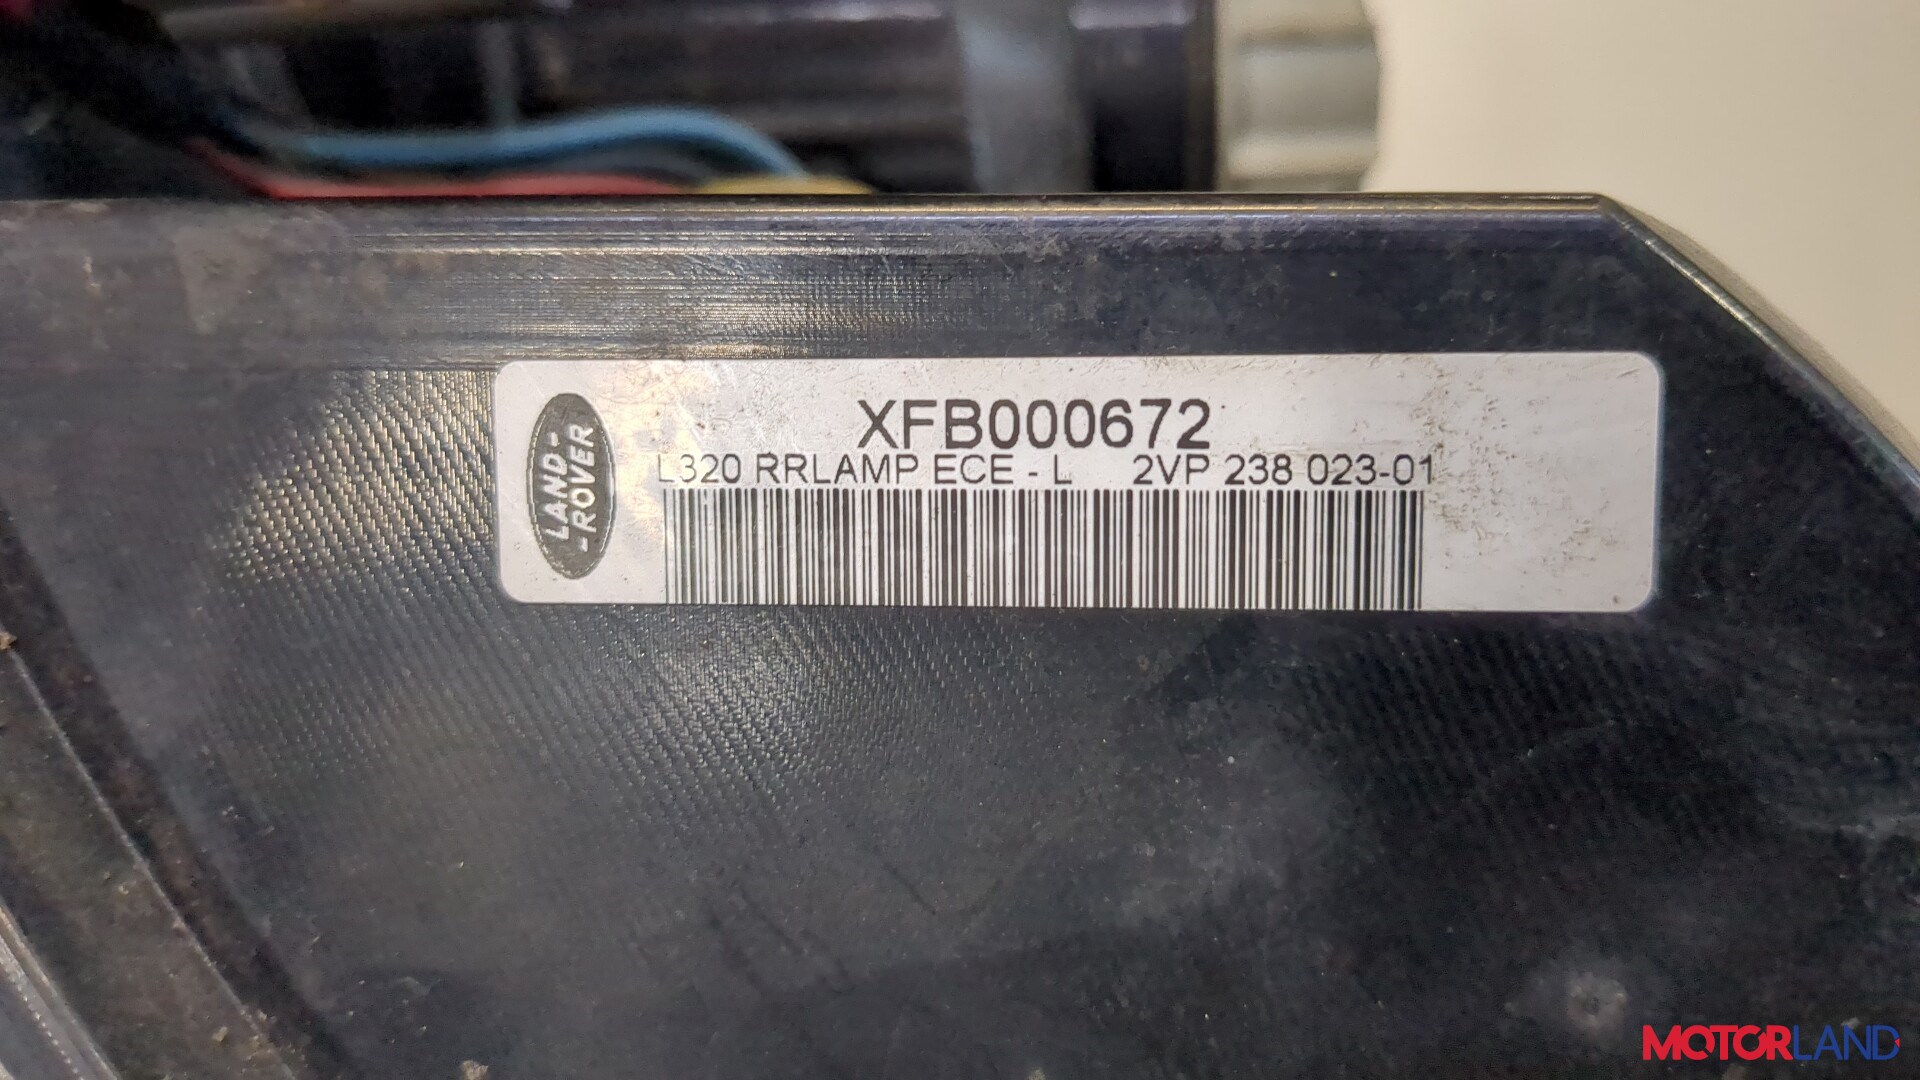 XFB000672
L320 RRLAMP ECE - L 2VP 238 023-01
LAND-
-ROVER
MOTORLAND